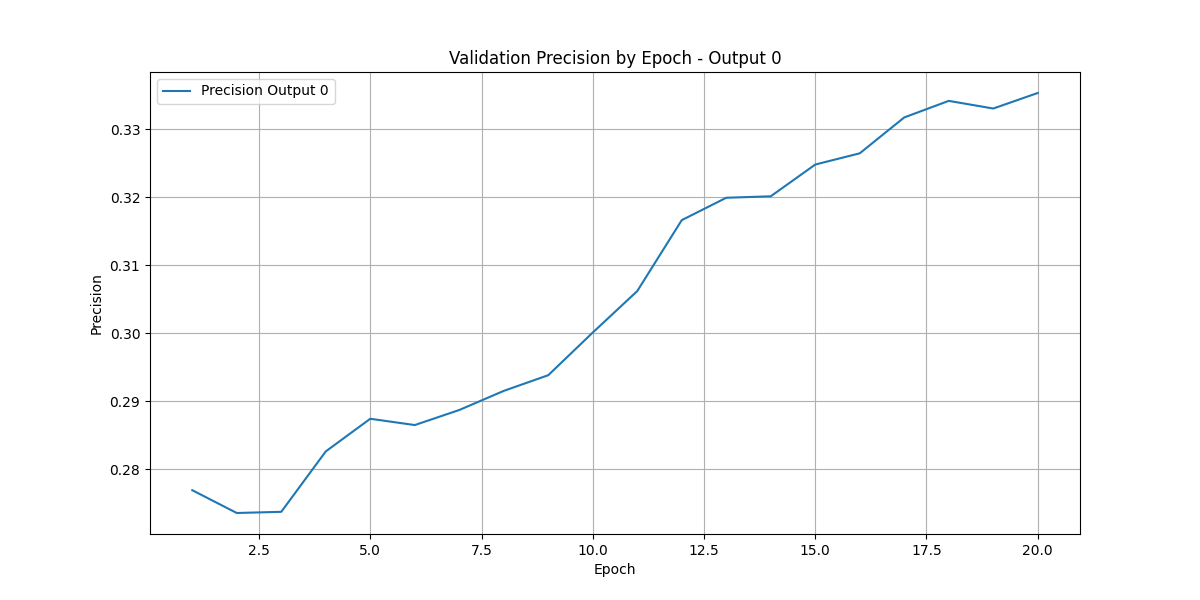 Validation Precision by Epoch - Output 0
Precision Output 0
Precision
0.33
0.32
0.31
0.30
0.29
0.28
2.5 5.0 7.5 10.0 12.5 15.0 17.5 20.0
Epoch